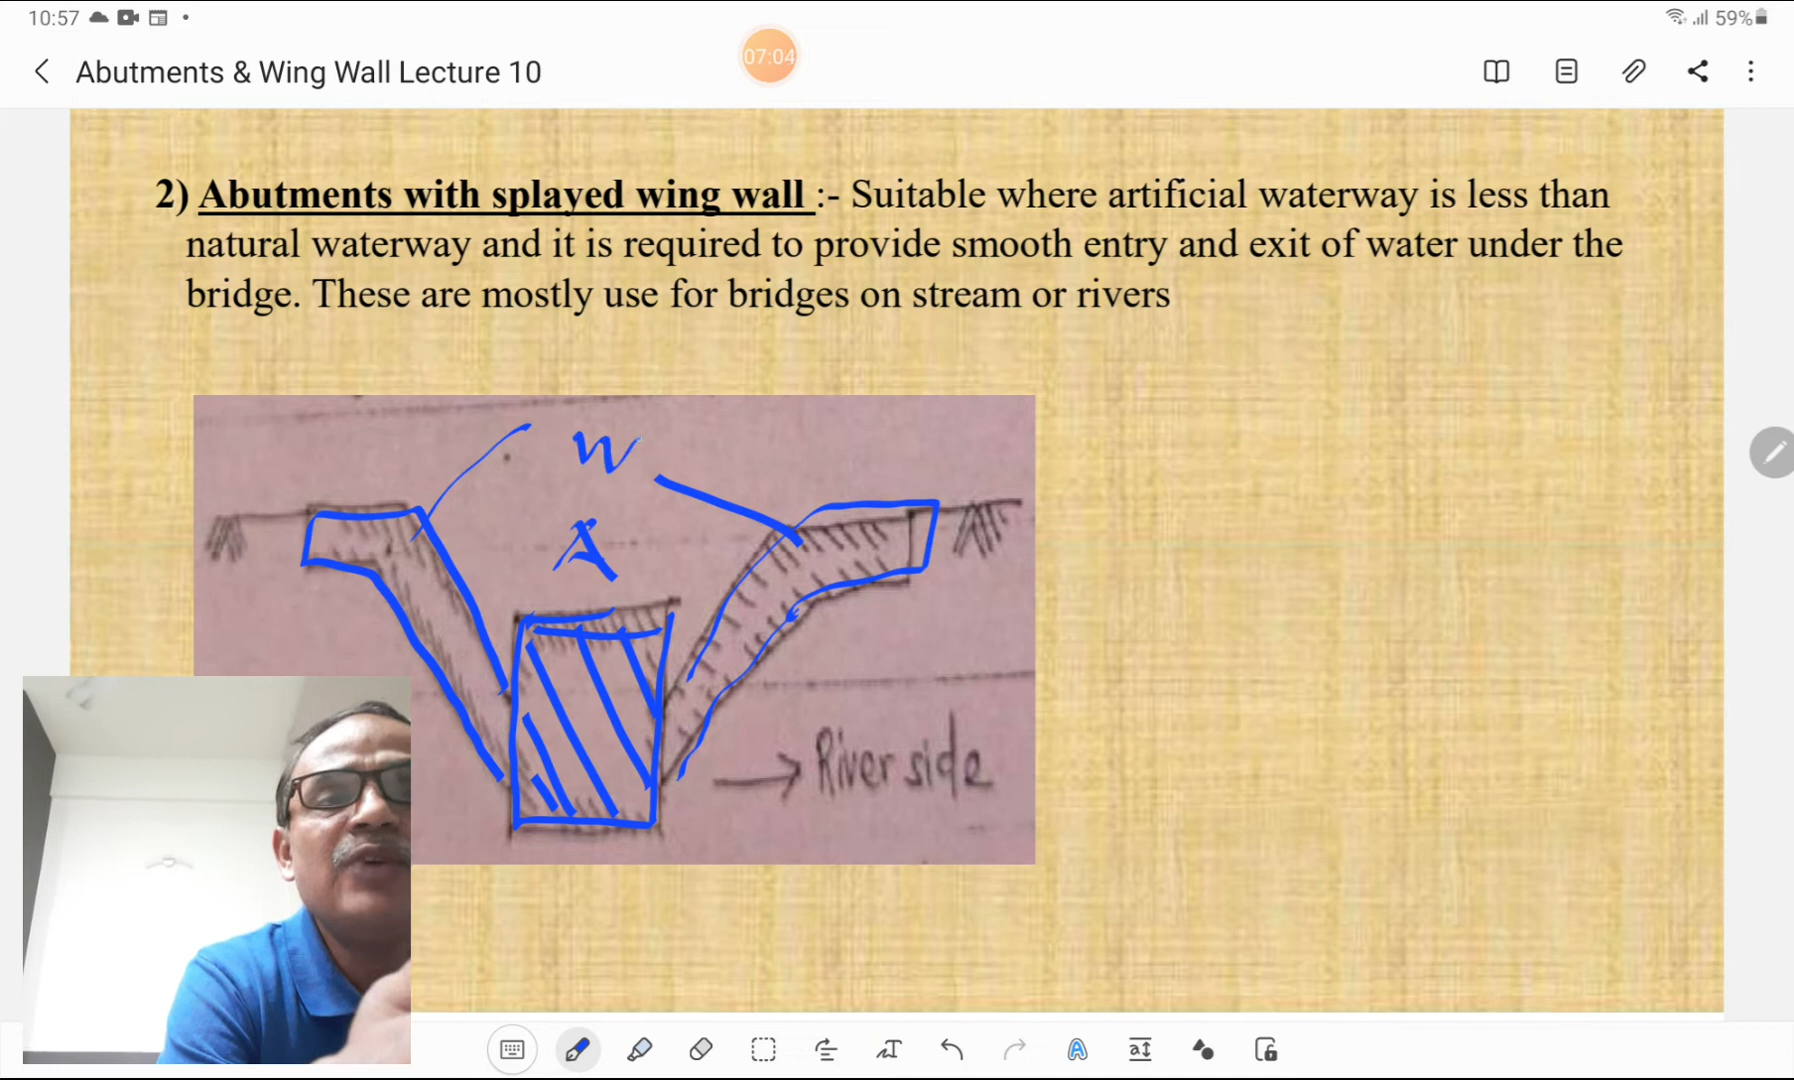 10:57
59%
Abutments & Wing Wall Lecture 10
07:04
2) Abutments with splayed wing wall :- Suitable where artificial waterway is less than
natural waterway and it is required to provide smooth entry and exit of water under the
bridge. These are mostly use for bridges on stream or rivers
W
A
→ River side